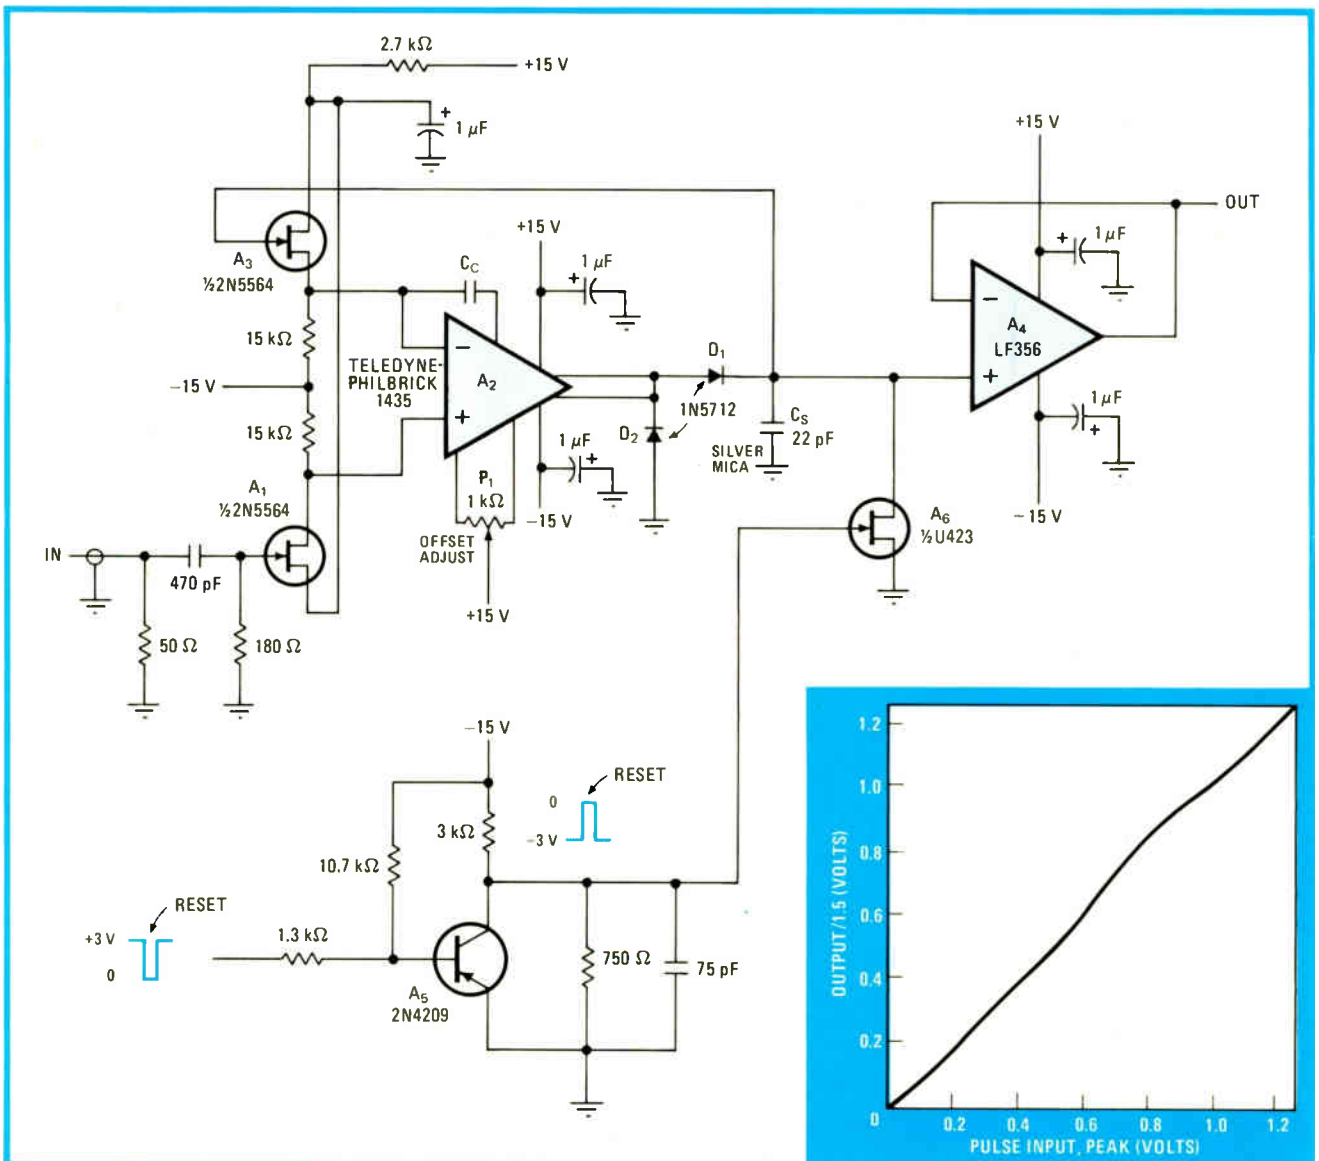 2.7 kΩ
+15 V
+
1 µF
A3
½2N5564
15 kΩ
−15 V
15 kΩ
A1
½2N5564
IN
470 pF
50 Ω
180 Ω
CC
TELEDYNE-
PHILBRICK
1435
−
A2
+
+15 V
+
1 µF
1 µF
+
−15 V
P1
1 kΩ
OFFSET
ADJUST
+15 V
D1
1N5712
D2
CS
22 pF
SILVER
MICA
+15 V
+
1 µF
OUT
−
A4
LF356
+
1 µF
+
−15 V
A6
½U423
−15 V
RESET
0
−3 V
3 kΩ
10.7 kΩ
RESET
+3 V
0
1.3 kΩ
A5
2N4209
750 Ω
75 pF
OUTPUT/1.5 (VOLTS)
1.2
1.0
0.8
0.6
0.4
0.2
0
0.2
0.4
0.6
0.8
1.0
1.2
PULSE INPUT, PEAK (VOLTS)